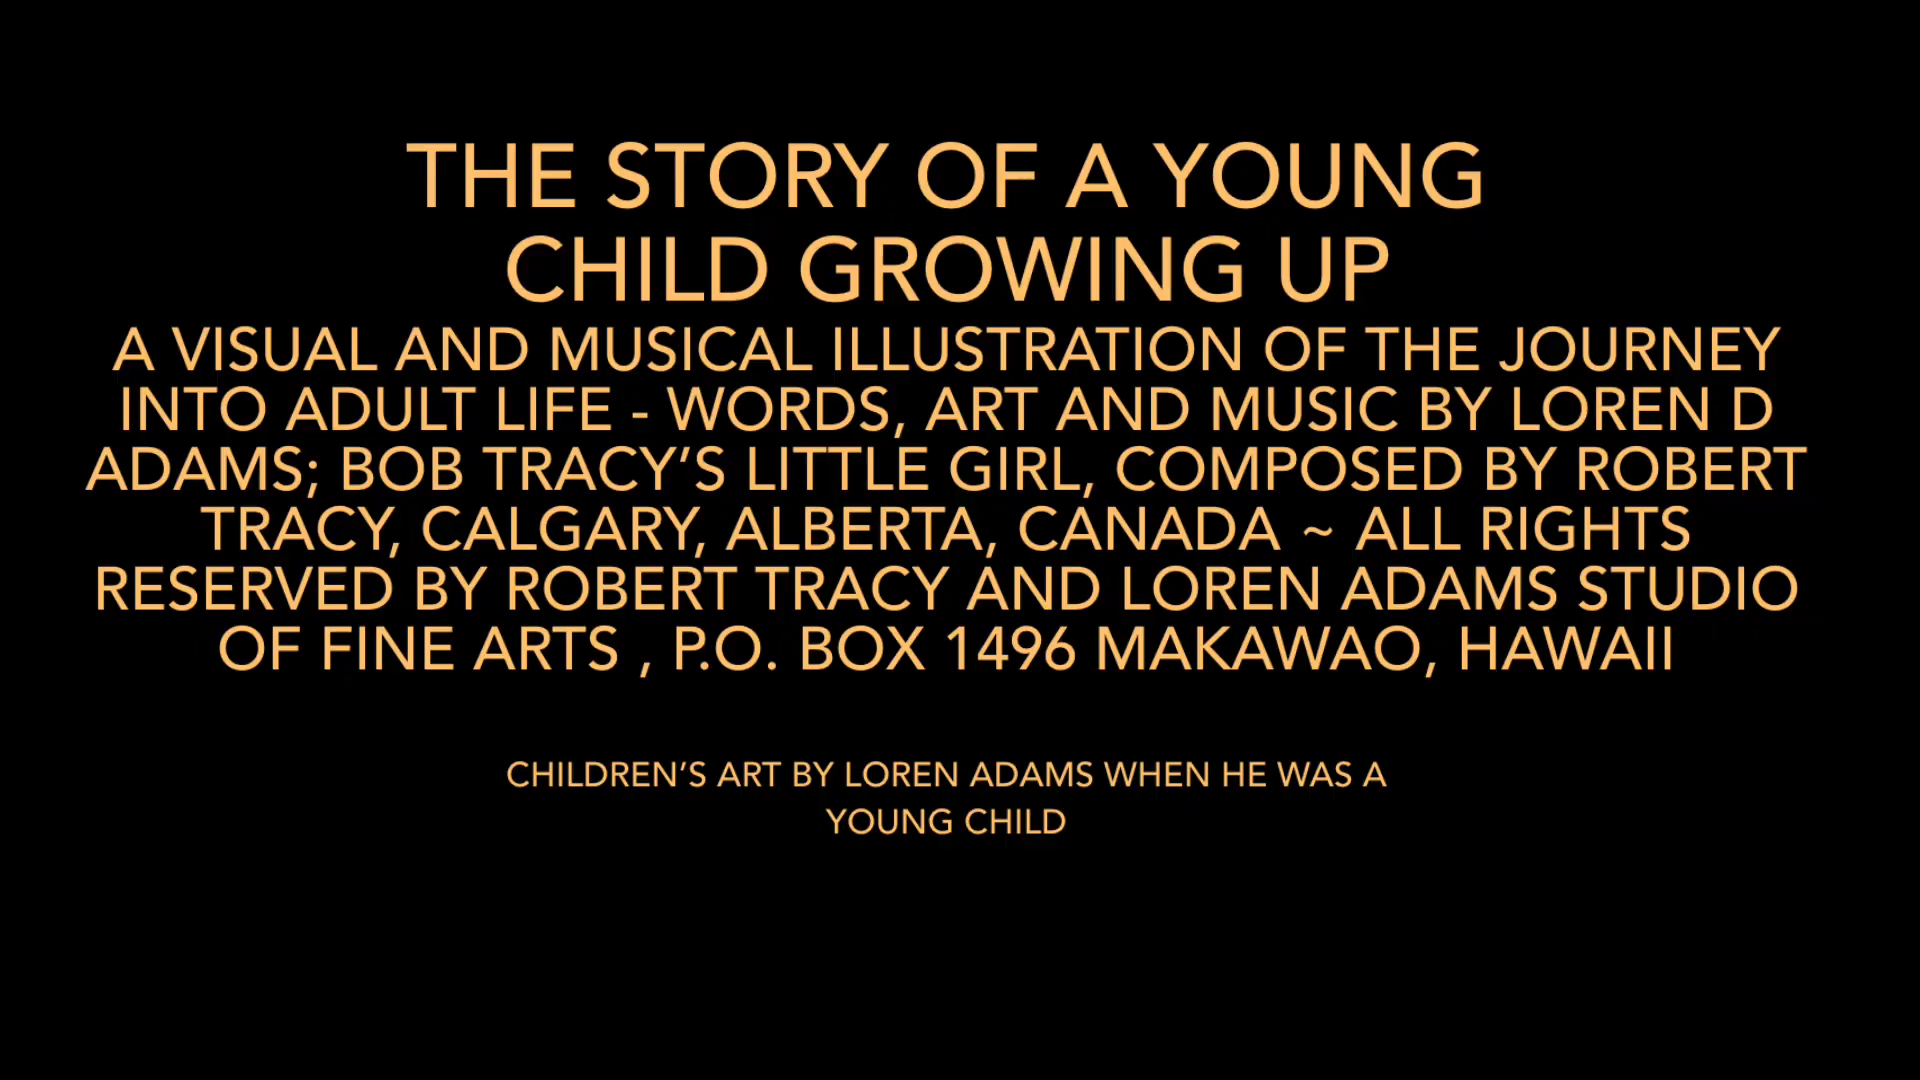 THE STORY OF A YOUNG
CHILD GROWING UP
A VISUAL AND MUSICAL ILLUSTRATION OF THE JOURNEY
INTO ADULT LIFE - WORDS, ART AND MUSIC BY LOREN D
ADAMS; BOB TRACY’S LITTLE GIRL, COMPOSED BY ROBERT
TRACY, CALGARY, ALBERTA, CANADA ~ ALL RIGHTS
RESERVED BY ROBERT TRACY AND LOREN ADAMS STUDIO
OF FINE ARTS , P.O. BOX 1496 MAKAWAO, HAWAII
CHILDREN’S ART BY LOREN ADAMS WHEN HE WAS A
YOUNG CHILD